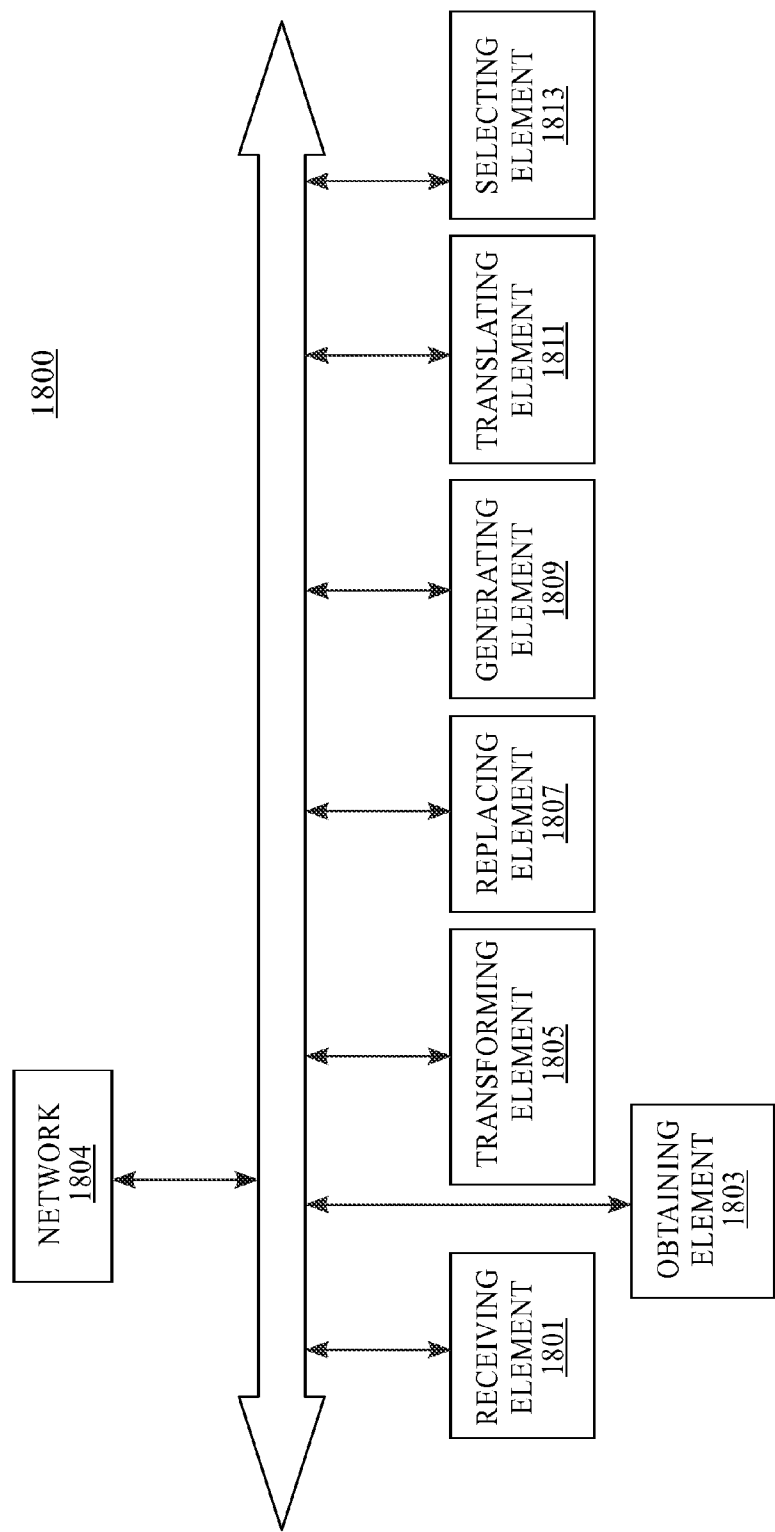 1800
NETWORK
1804
RECEIVING
ELEMENT
1801
OBTAINING
ELEMENT
1803
TRANSFORMING
ELEMENT
1805
REPLACING
ELEMENT
1807
GENERATING
ELEMENT
1809
TRANSLATING
ELEMENT
1811
SELECTING
ELEMENT
1813